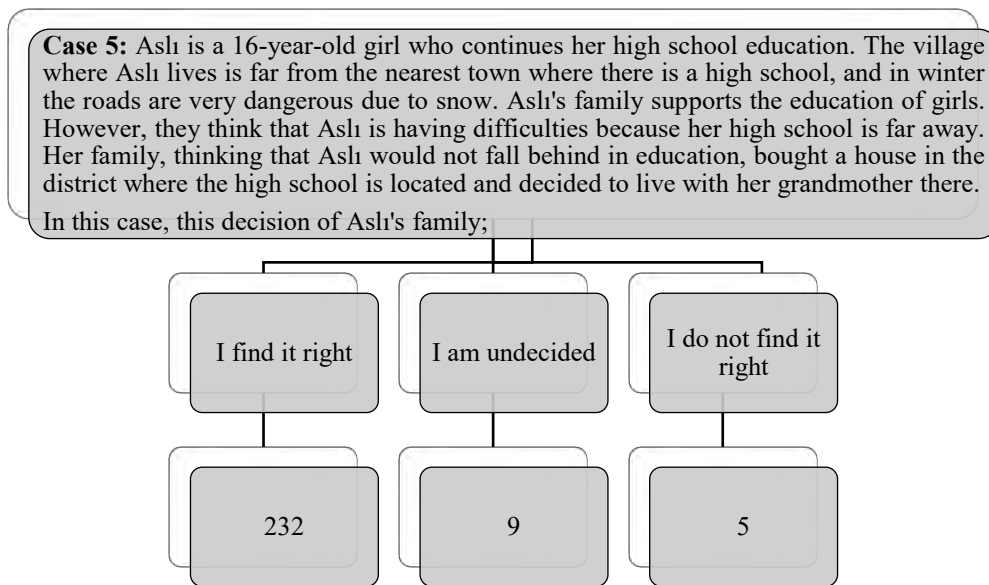 Case 5: Aslı is a 16-year-old girl who continues her high school education. The village
where Aslı lives is far from the nearest town where there is a high school, and in winter
the roads are very dangerous due to snow. Aslı's family supports the education of girls.
However, they think that Aslı is having difficulties because her high school is far away.
Her family, thinking that Aslı would not fall behind in education, bought a house in the
district where the high school is located and decided to live with her grandmother there.
In this case, this decision of Aslı's family;
I find it right
I am undecided
I do not find it
right
232
9
5